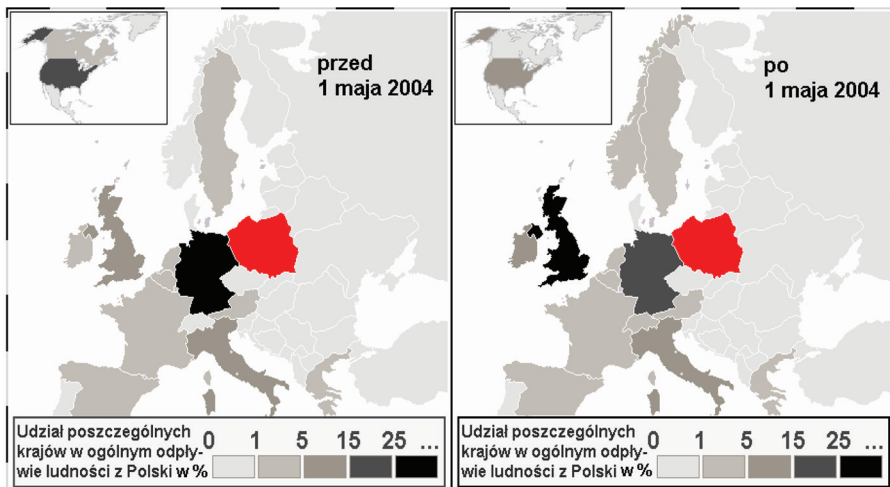 przed
1 maja 2004
Udział poszczególnych
krajów w ogólnym odpły-
wie ludności z Polski w %
0 1 5 15 25 ...
po
1 maja 2004
Udział poszczególnych
krajów w ogólnym odpły-
wie ludności z Polski w %
0 1 5 15 25 ...